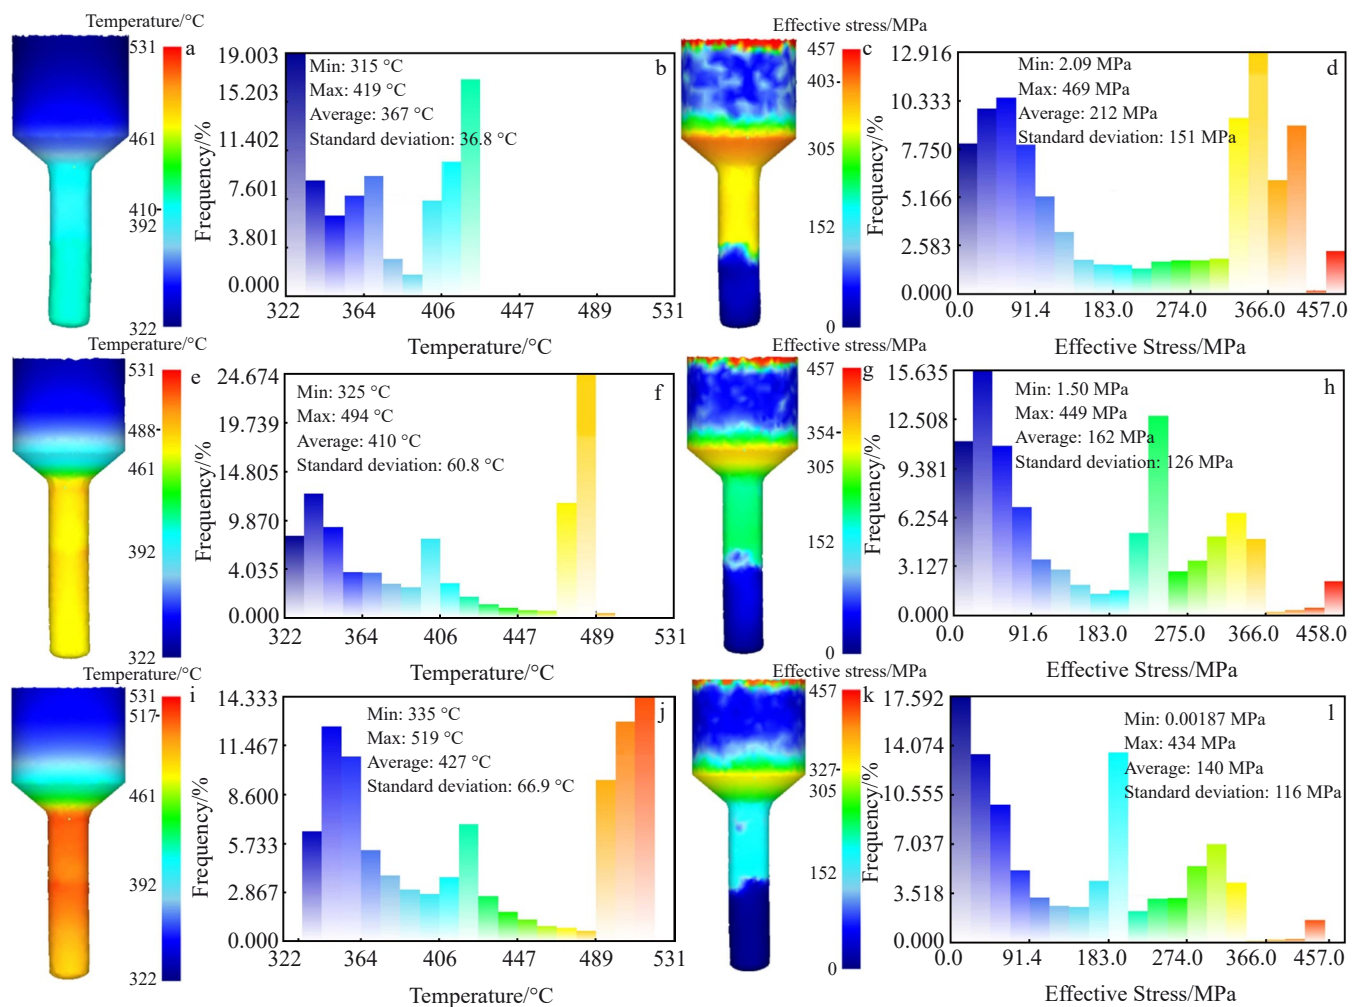 Temperature/°C
531
a
461
410
392
322
Frequency/%
19.003
15.203
11.402
7.601
3.801
0.000
Min: 315 °C
Max: 419 °C
Average: 367 °C
Standard deviation: 36.8 °C
b
322 364 406 447 489 531
Temperature/°C
Effective stress/MPa
457
c
403
305
152
0
Frequency/%
12.916
10.333
7.750
5.166
2.583
0.000
Min: 2.09 MPa
Max: 469 MPa
Average: 212 MPa
Standard deviation: 151 MPa
d
0.0 91.4 183.0 274.0 366.0 457.0
Effective Stress/MPa
Temperature/°C
531
e
488
461
392
322
Frequency/%
24.674
19.739
14.805
9.870
4.035
0.000
Min: 325 °C
Max: 494 °C
Average: 410 °C
Standard deviation: 60.8 °C
f
322 364 406 447 489 531
Temperature/°C
Effective stress/MPa
457
g
354
305
152
0
Frequency/%
15.635
12.508
9.381
6.254
3.127
0.000
Min: 1.50 MPa
Max: 449 MPa
Average: 162 MPa
Standard deviation: 126 MPa
h
0.0 91.6 183.0 275.0 366.0 458.0
Effective Stress/MPa
Temperature/°C
531
i
517
461
392
322
Frequency/%
14.333
11.467
8.600
5.733
2.867
0.000
Min: 335 °C
Max: 519 °C
Average: 427 °C
Standard deviation: 66.9 °C
j
322 364 406 447 489 531
Temperature/°C
Effective stress/MPa
457
k
327
305
152
0
Frequency/%
17.592
14.074
10.555
7.037
3.518
0.000
Min: 0.00187 MPa
Max: 434 MPa
Average: 140 MPa
Standard deviation: 116 MPa
l
0.0 91.4 183.0 274.0 366.0 457.0
Effective Stress/MPa